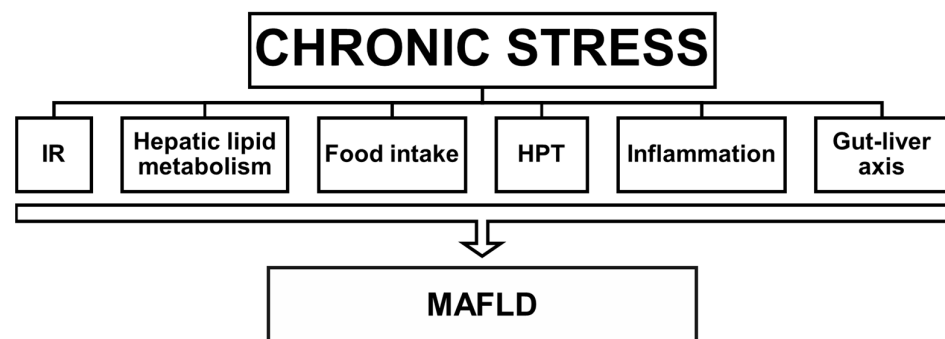 CHRONIC STRESS
IR
Hepatic lipid
metabolism
Food intake
HPT
Inflammation
Gut-liver
axis
MAFLD